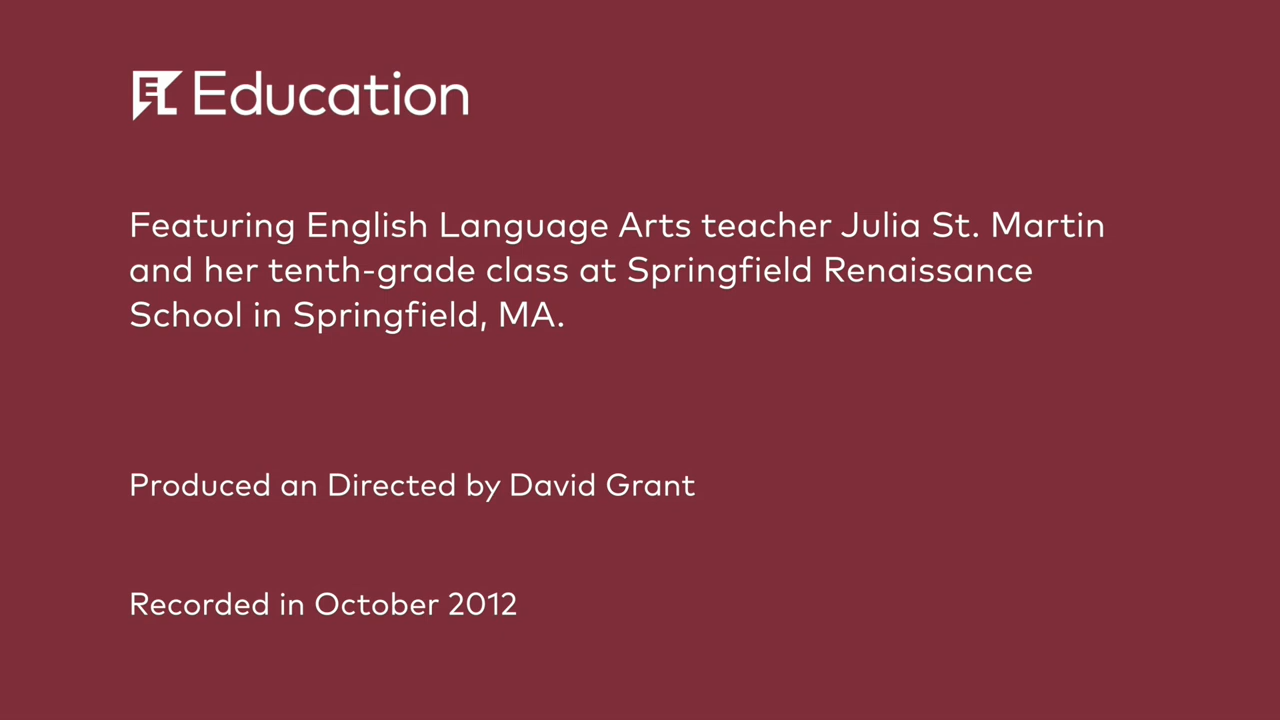 EL Education
Featuring English Language Arts teacher Julia St. Martin
and her tenth-grade class at Springfield Renaissance
School in Springfield, MA.
Produced an Directed by David Grant
Recorded in October 2012